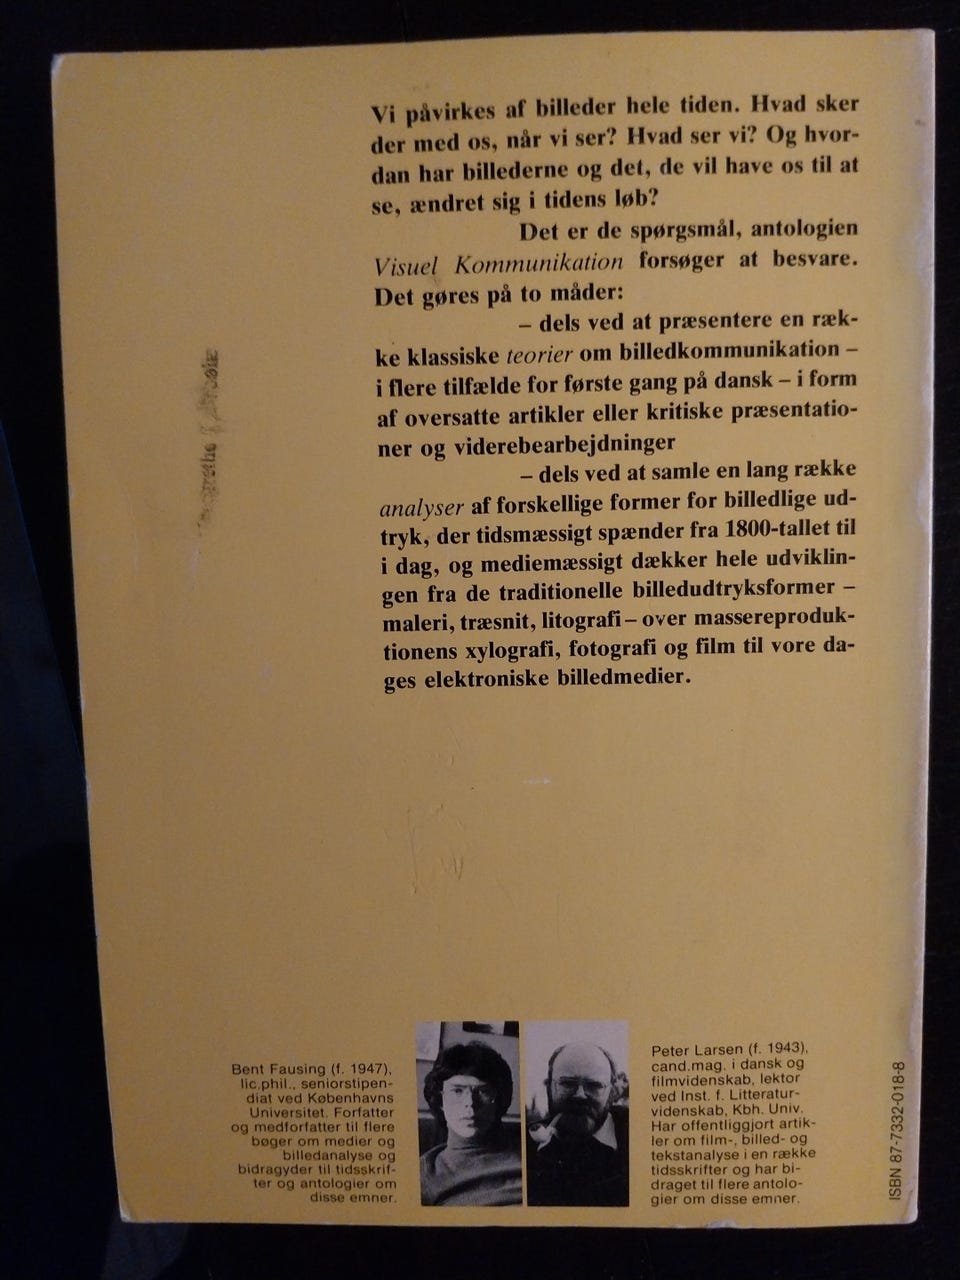 Vi påvirkes af billeder hele tiden. Hvad sker
der med os, når vi ser? Hvad ser vi? Og hvor-
dan har billederne og det, de vil have os til at
se, ændret sig i tidens løb?
Det er de spørgsmål, antologien
Visuel Kommunikation forsøger at besvare.
Det gøres på to måder:
– dels ved at præsentere en ræk-
ke klassiske teorier om billedkommunikation –
i flere tilfælde for første gang på dansk – i form
af oversatte artikler eller kritiske præsentatio-
ner og viderebearbejdninger
– dels ved at samle en lang række
analyser af forskellige former for billedlige ud-
tryk, der tidsmæssigt spænder fra 1800-tallet til
i dag, og mediemæssigt dækker hele udviklin-
gen fra de traditionelle billedudtryksformer –
maleri, træsnit, litografi – over massereproduk-
tionens xylografi, fotografi og film til vore da-
ges elektroniske billedmedier.
Bent Fausing (f. 1947),
lic.phil., seniorstipen-
diat ved Københavns
Universitet. Forfatter
og medforfatter til flere
bøger om medier og
billedanalyse og
bidragyder til tidsskrif-
ter og antologier om
disse emner.
Peter Larsen (f. 1943),
cand.mag. i dansk og
filmvidenskab, lektor
ved Inst. f. Litteratur-
videnskab, Kbh. Univ.
Har offentliggjort artik-
ler om film-, billed- og
tekstanalyse i en række
tidsskrifter og har bi-
draget til flere antolo-
gier om disse emner.
ISBN 87-7332-018-8